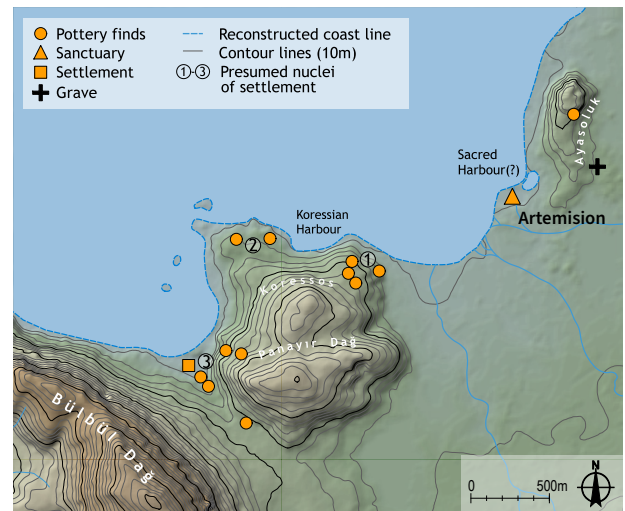 Pottery finds
Sanctuary
Settlement
Grave
Reconstructed coast line
Contour lines (10m)
①-③ Presumed nuclei
of settlement
Ayasoluk
Sacred
Harbour(?)
Artemision
Koressian
Harbour
②
①
Koressos
Panayır Dağ
③
Bülbül Dağ
N
0 500m